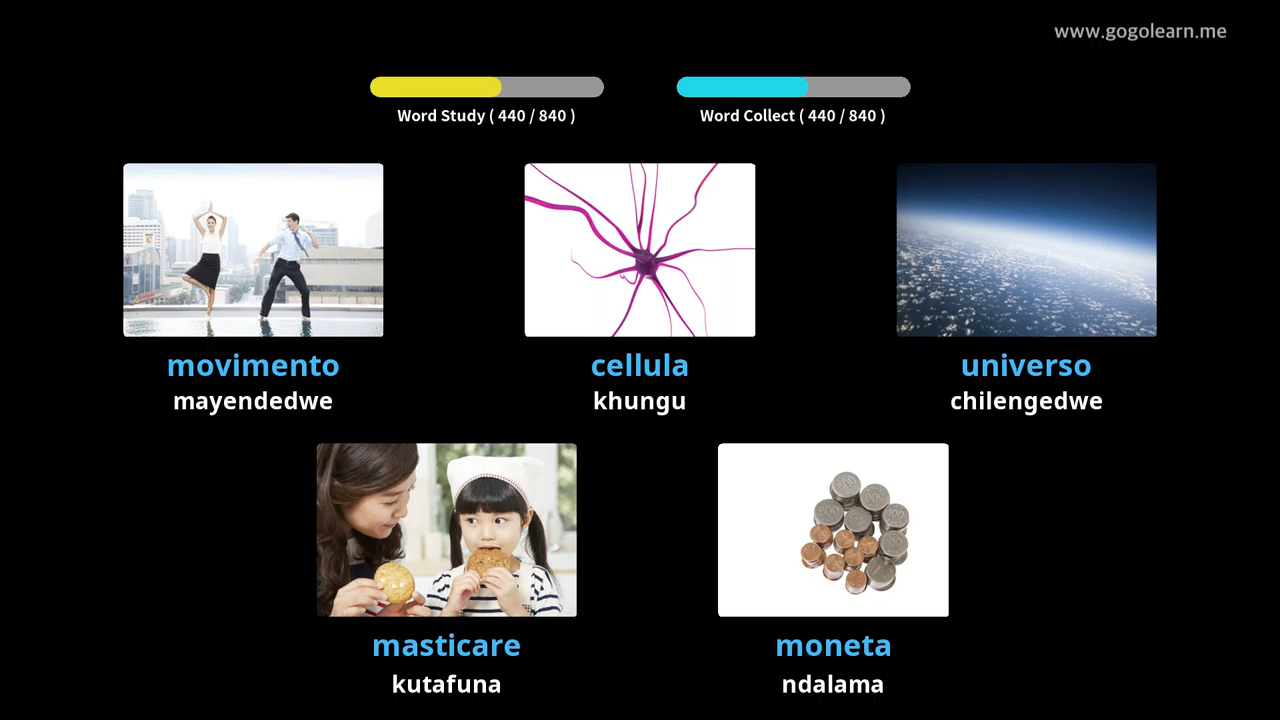 www.gogolearn.me
Word Study ( 440 / 840 )
Word Collect ( 440 / 840 )
movimento
mayendedwe
cellula
khungu
universo
chilengedwe
masticare
kutafuna
moneta
ndalama